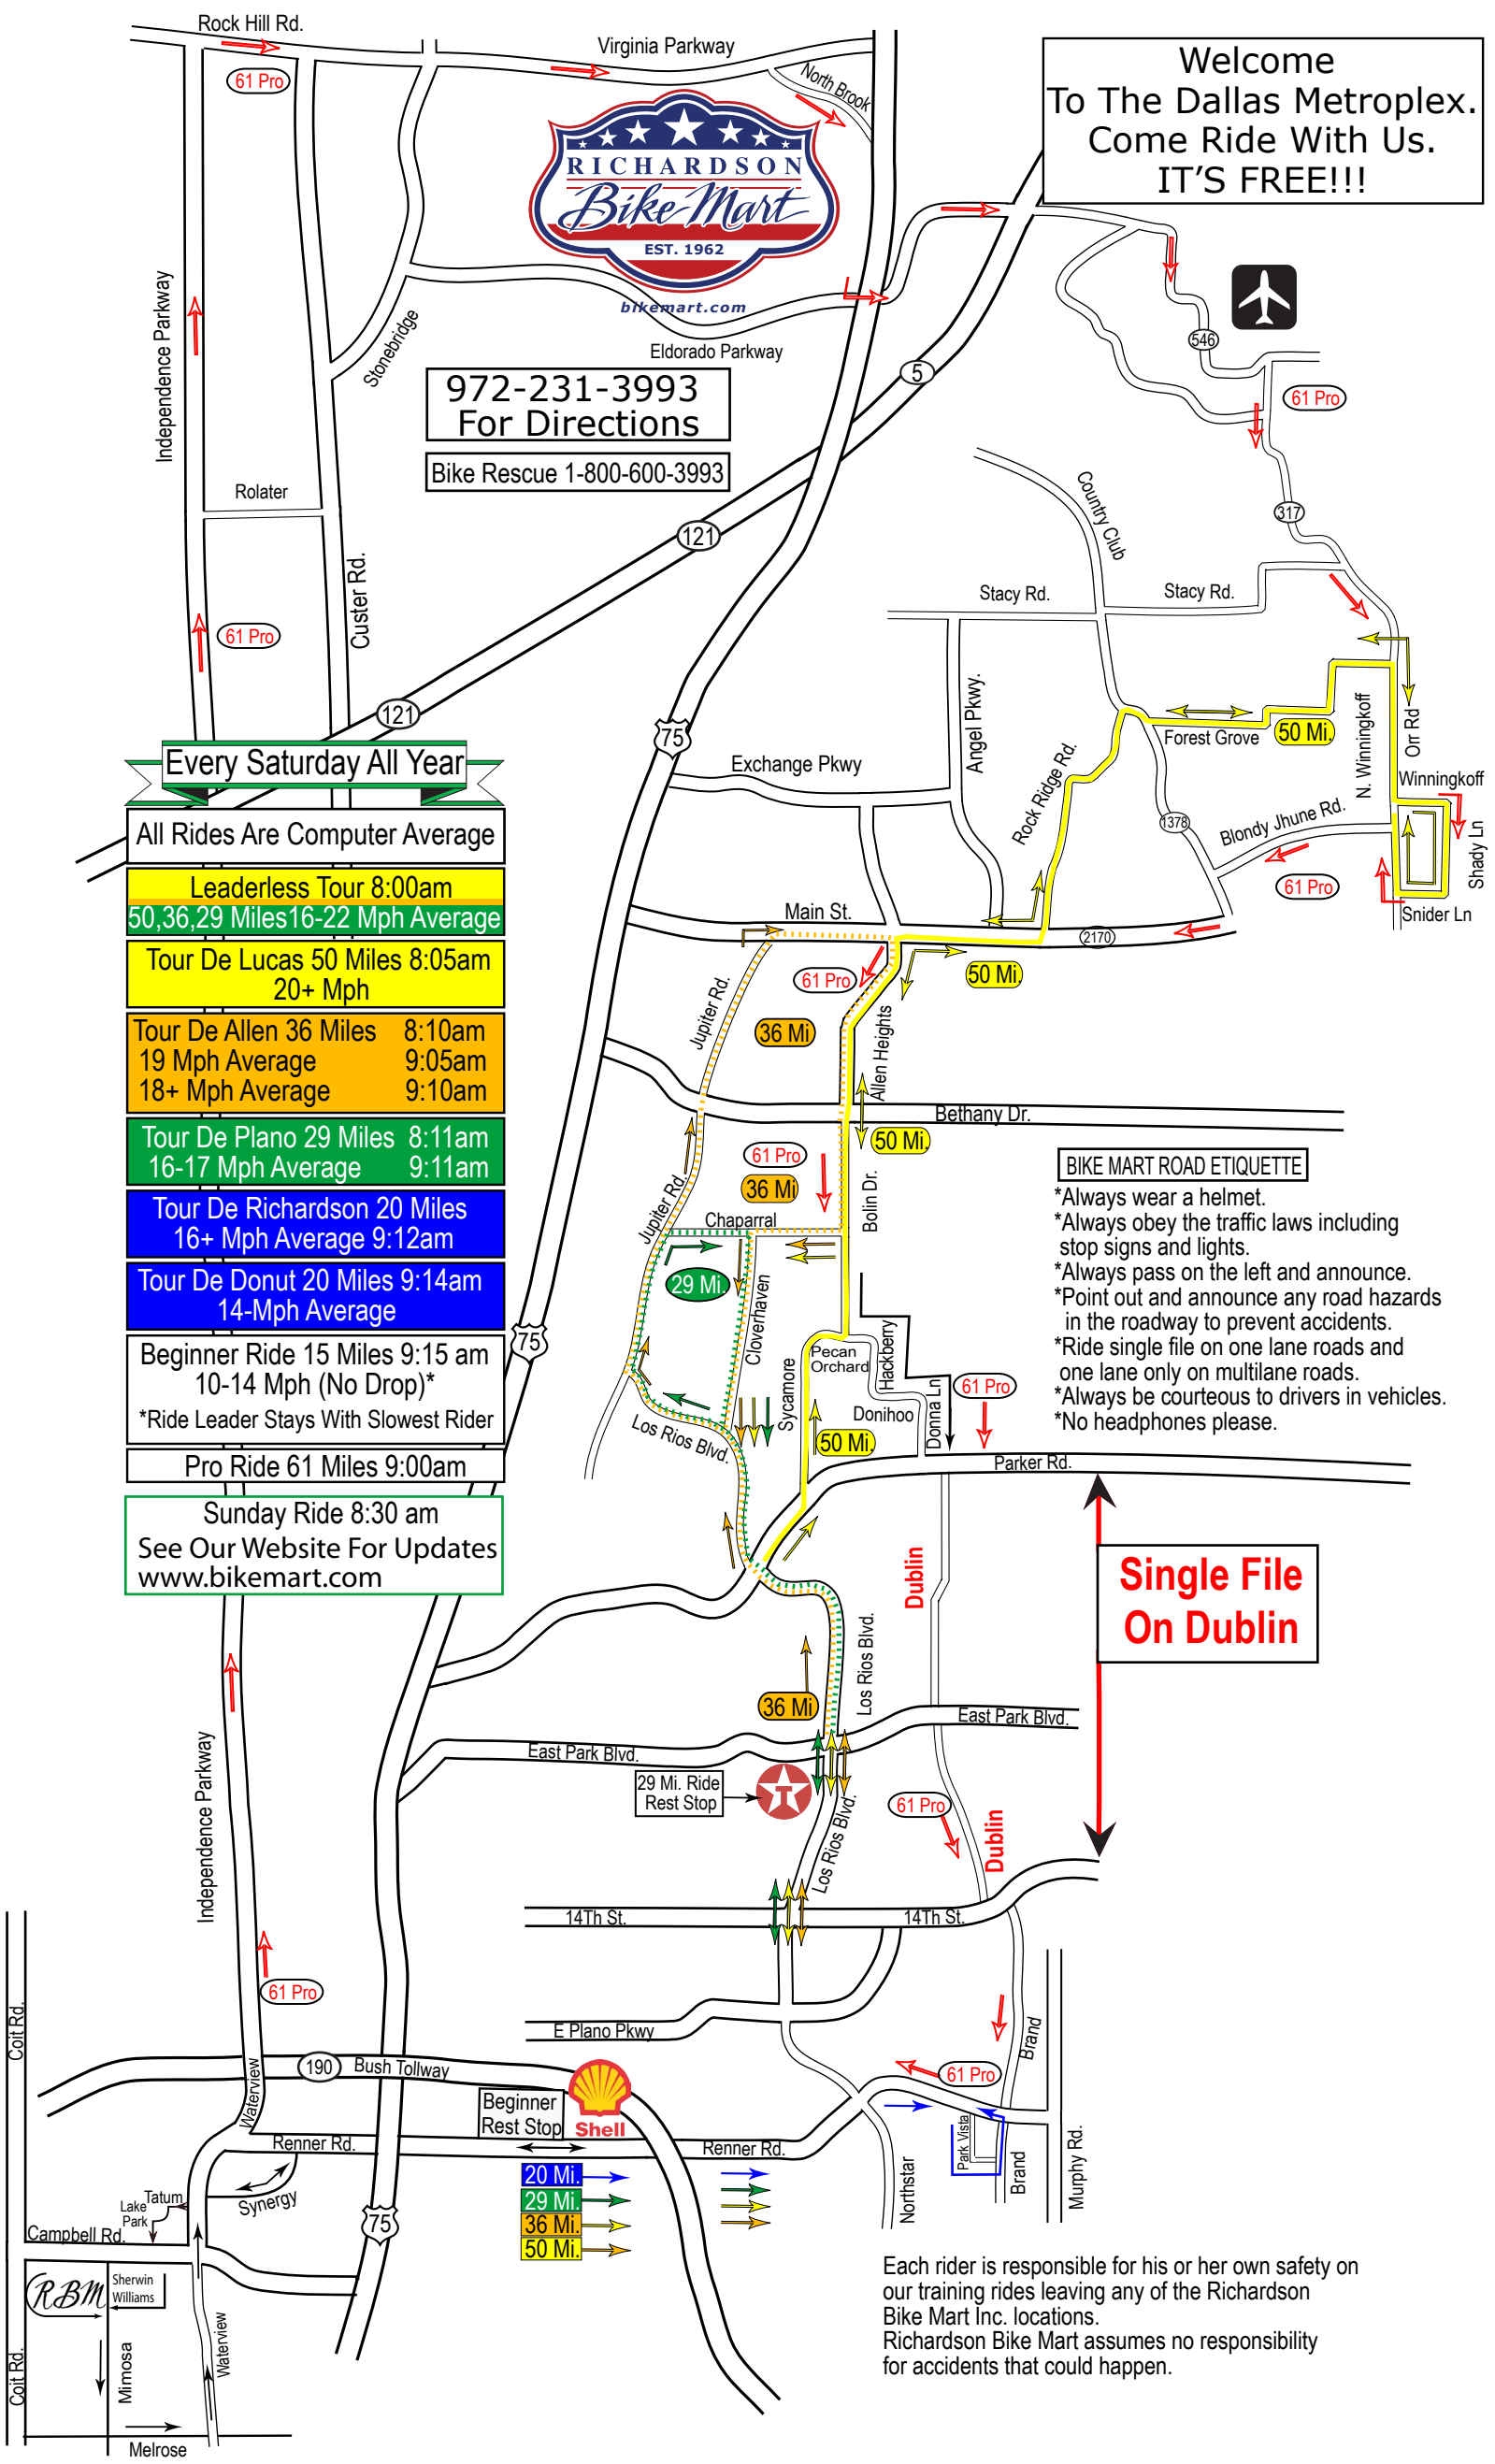 Rock Hill Rd.
Virginia Parkway
North Brook
61 Pro
Welcome
To The Dallas Metroplex.
Come Ride With Us.
IT'S FREE!!!
RICHARDSON
Bike Mart
EST. 1962
bikemart.com
Independence Parkway
Stonebridge
Eldorado Parkway
546
5
61 Pro
972-231-3993
For Directions
Bike Rescue 1-800-600-3993
Rolater
Custer Rd.
121
Country Club
317
Stacy Rd.
Stacy Rd.
61 Pro
121
75
Exchange Pkwy
Angel Pkwy.
Rock Ridge Rd.
Forest Grove
50 Mi.
N. Winningkoff
Orr Rd
Winningkoff
1378
Blondy Jhune Rd.
Shady Ln
61 Pro
Snider Ln
Every Saturday All Year
All Rides Are Computer Average
Leaderless Tour 8:00am
50,36,29 Miles16-22 Mph Average
Tour De Lucas 50 Miles 8:05am
20+ Mph
Tour De Allen 36 Miles 8:10am
19 Mph Average 9:05am
18+ Mph Average 9:10am
Tour De Plano 29 Miles 8:11am
16-17 Mph Average 9:11am
Tour De Richardson 20 Miles
16+ Mph Average 9:12am
Tour De Donut 20 Miles 9:14am
14-Mph Average
Beginner Ride 15 Miles 9:15 am
10-14 Mph (No Drop)*
*Ride Leader Stays With Slowest Rider
Pro Ride 61 Miles 9:00am
Sunday Ride 8:30 am
See Our Website For Updates
www.bikemart.com
Main St.
2170
61 Pro
50 Mi.
Jupiter Rd.
36 Mi
Allen Heights
Bethany Dr.
50 Mi.
61 Pro
36 Mi
Bolin Dr.
Jupiter Rd.
Chaparral
29 Mi.
Cloverhaven
75
BIKE MART ROAD ETIQUETTE
*Always wear a helmet.
*Always obey the traffic laws including
stop signs and lights.
*Always pass on the left and announce.
*Point out and announce any road hazards
in the roadway to prevent accidents.
*Ride single file on one lane roads and
one lane only on multilane roads.
*Always be courteous to drivers in vehicles.
*No headphones please.
Pecan
Orchard
Hackberry
Sycamore
Donihoo
Donna Ln
61 Pro
Los Rios Blvd.
50 Mi.
Parker Rd.
Dublin
Single File
On Dublin
Los Rios Blvd.
36 Mi
East Park Blvd.
East Park Blvd.
29 Mi. Ride
Rest Stop
T
Los Rios Blvd.
61 Pro
Dublin
Independence Parkway
14Th St.
14Th St.
61 Pro
E Plano Pkwy
Brand
Coit Rd.
190
Bush Tollway
Waterview
61 Pro
Beginner
Rest Stop
Shell
Renner Rd.
Renner Rd.
Park Vista
Brand
Murphy Rd.
Northstar
20 Mi.
29 Mi.
36 Mi.
50 Mi.
Synergy
Tatum
Lake
Park
75
Campbell Rd.
RBM
Sherwin
Williams
Coit Rd.
Mimosa
Waterview
Melrose
Each rider is responsible for his or her own safety on
our training rides leaving any of the Richardson
Bike Mart Inc. locations.
Richardson Bike Mart assumes no responsibility
for accidents that could happen.